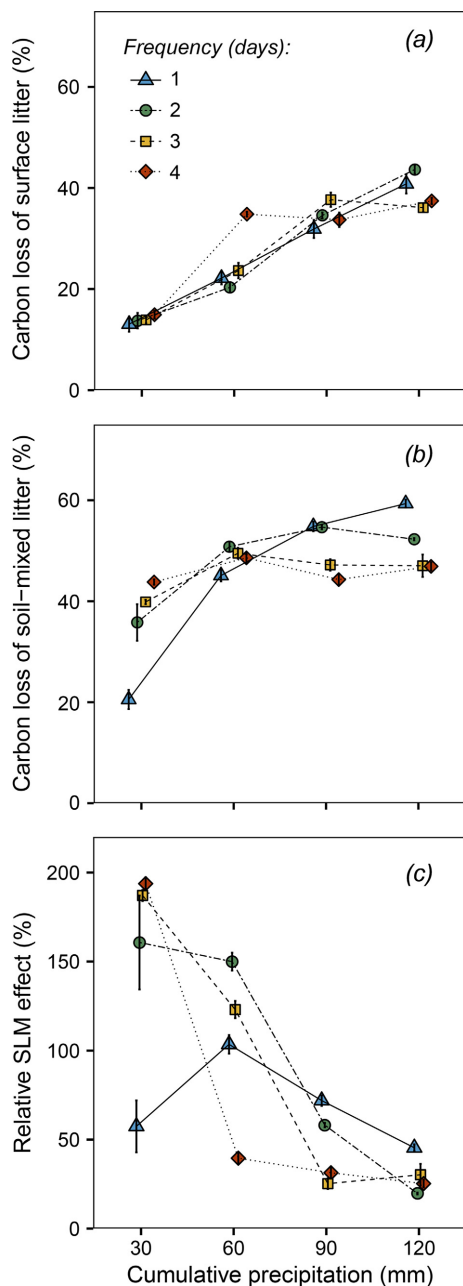 (a)
Frequency (days):
1
2
3
4
Carbon loss of surface litter (%)
60
40
20
0
(b)
Carbon loss of soil−mixed litter (%)
60
40
20
0
(c)
Relative SLM effect (%)
200
150
100
50
0
30 60 90 120
Cumulative precipitation (mm)